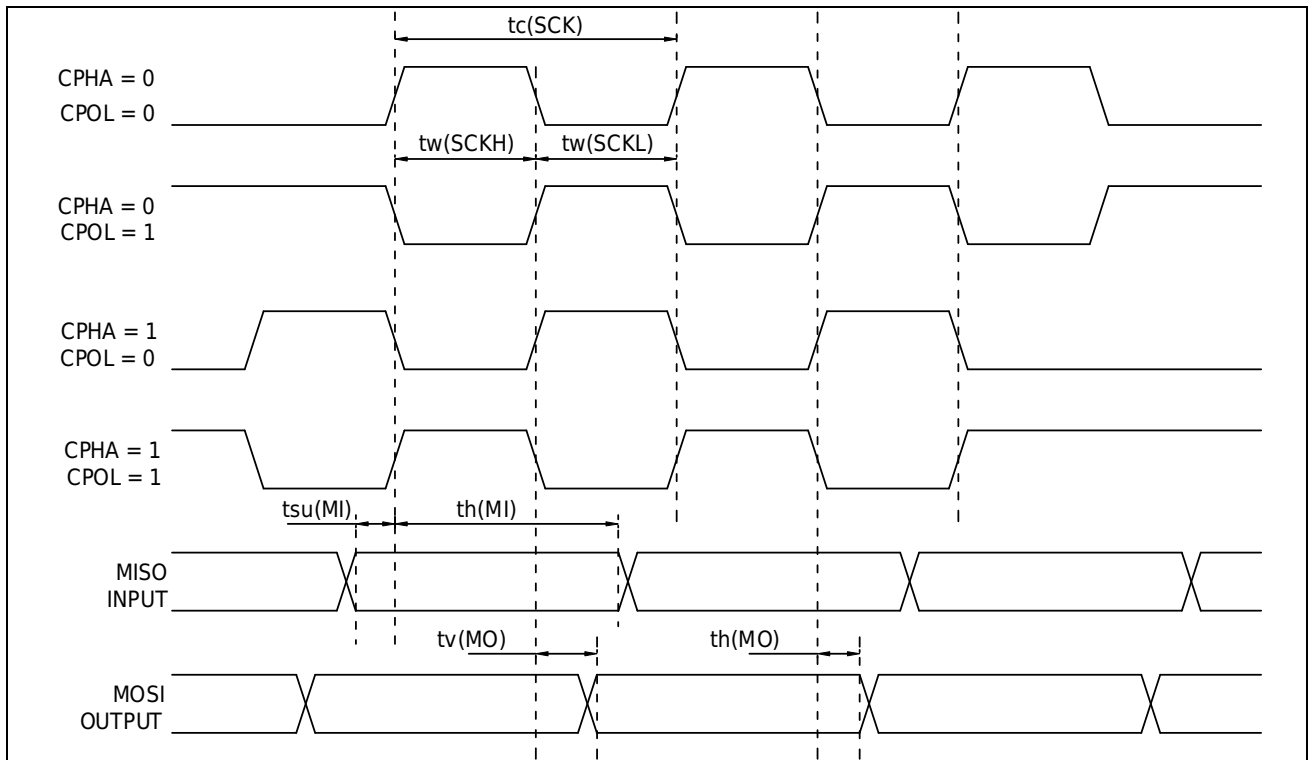 tc(SCK)
CPHA = 0
CPOL = 0
tw(SCKH)
tw(SCKL)
CPHA = 0
CPOL = 1
CPHA = 1
CPOL = 0
CPHA = 1
CPOL = 1
tsu(MI)
th(MI)
MISO
INPUT
tv(MO)
th(MO)
MOSI
OUTPUT